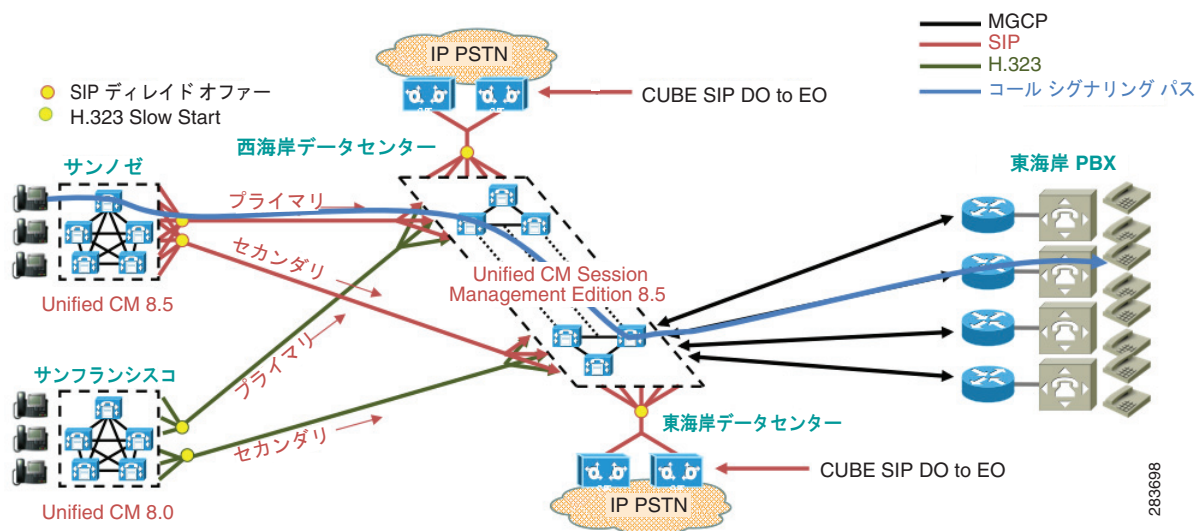 MGCP
SIP
H.323
コール シグナリング パス
IP PSTN
CUBE SIP DO to EO
SIP ディレイド オファー
H.323 Slow Start
西海岸データセンター
サンノゼ
プライマリ
セカンダリ
Unified CM 8.5
Unified CM Session
Management Edition 8.5
東海岸 PBX
サンフランシスコ
プライマリ
セカンダリ
Unified CM 8.0
東海岸データセンター
CUBE SIP DO to EO
IP PSTN
283698